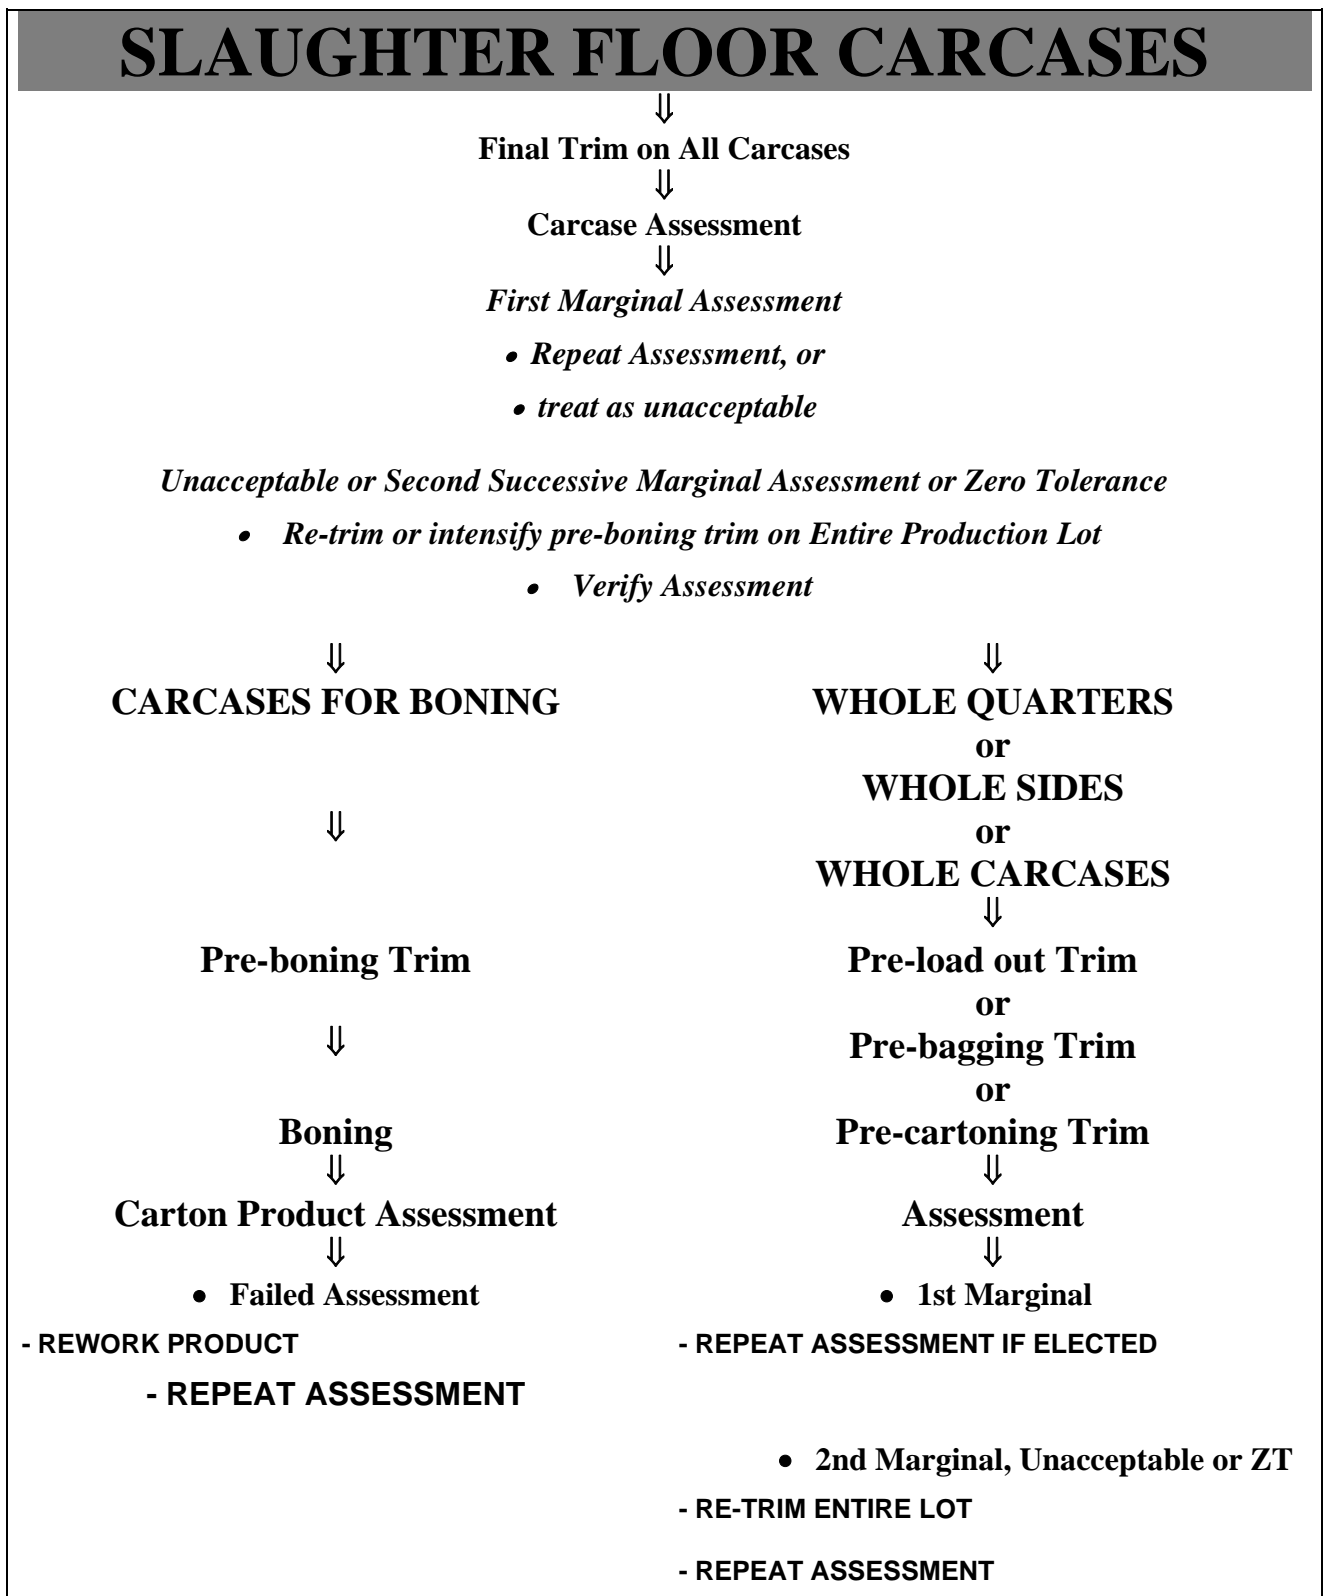 SLAUGHTER FLOOR CARCASES
⇓
Final Trim on All Carcases
⇓
Carcase Assessment
⇓
First Marginal Assessment
• Repeat Assessment, or
• treat as unacceptable
Unacceptable or Second Successive Marginal Assessment or Zero Tolerance
• Re-trim or intensify pre-boning trim on Entire Production Lot
• Verify Assessment
⇓
CARCASES FOR BONING
⇓
Pre-boning Trim
⇓
Boning
⇓
Carton Product Assessment
⇓
• Failed Assessment
- REWORK PRODUCT
- REPEAT ASSESSMENT
⇓
WHOLE QUARTERS
or
WHOLE SIDES
or
WHOLE CARCASES
⇓
Pre-load out Trim
or
Pre-bagging Trim
or
Pre-cartoning Trim
⇓
Assessment
⇓
• 1st Marginal
- REPEAT ASSESSMENT IF ELECTED
• 2nd Marginal, Unacceptable or ZT
- RE-TRIM ENTIRE LOT
- REPEAT ASSESSMENT